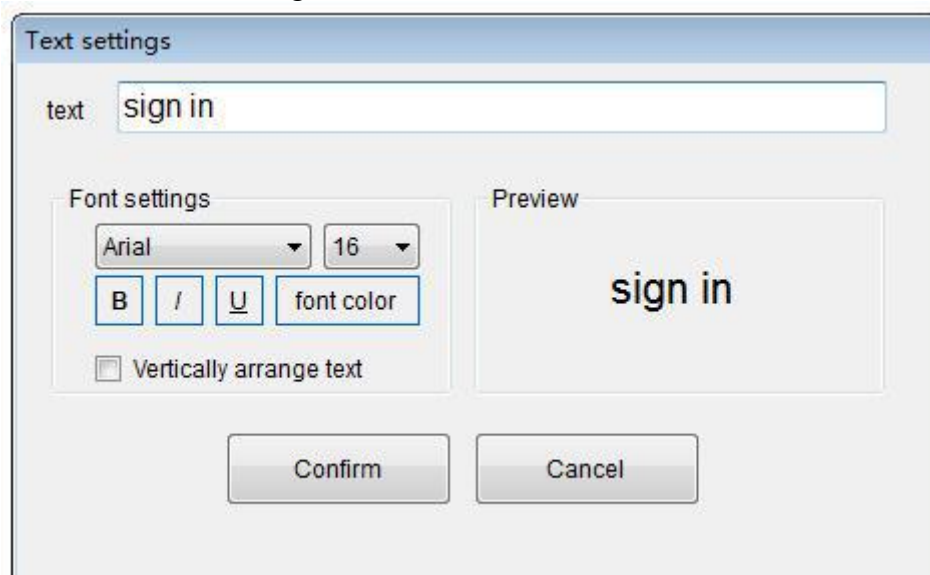 Text settings
text sign in
Font settings
Preview
Arial 16
sign in
B I U font color
Vertically arrange text
Confirm Cancel